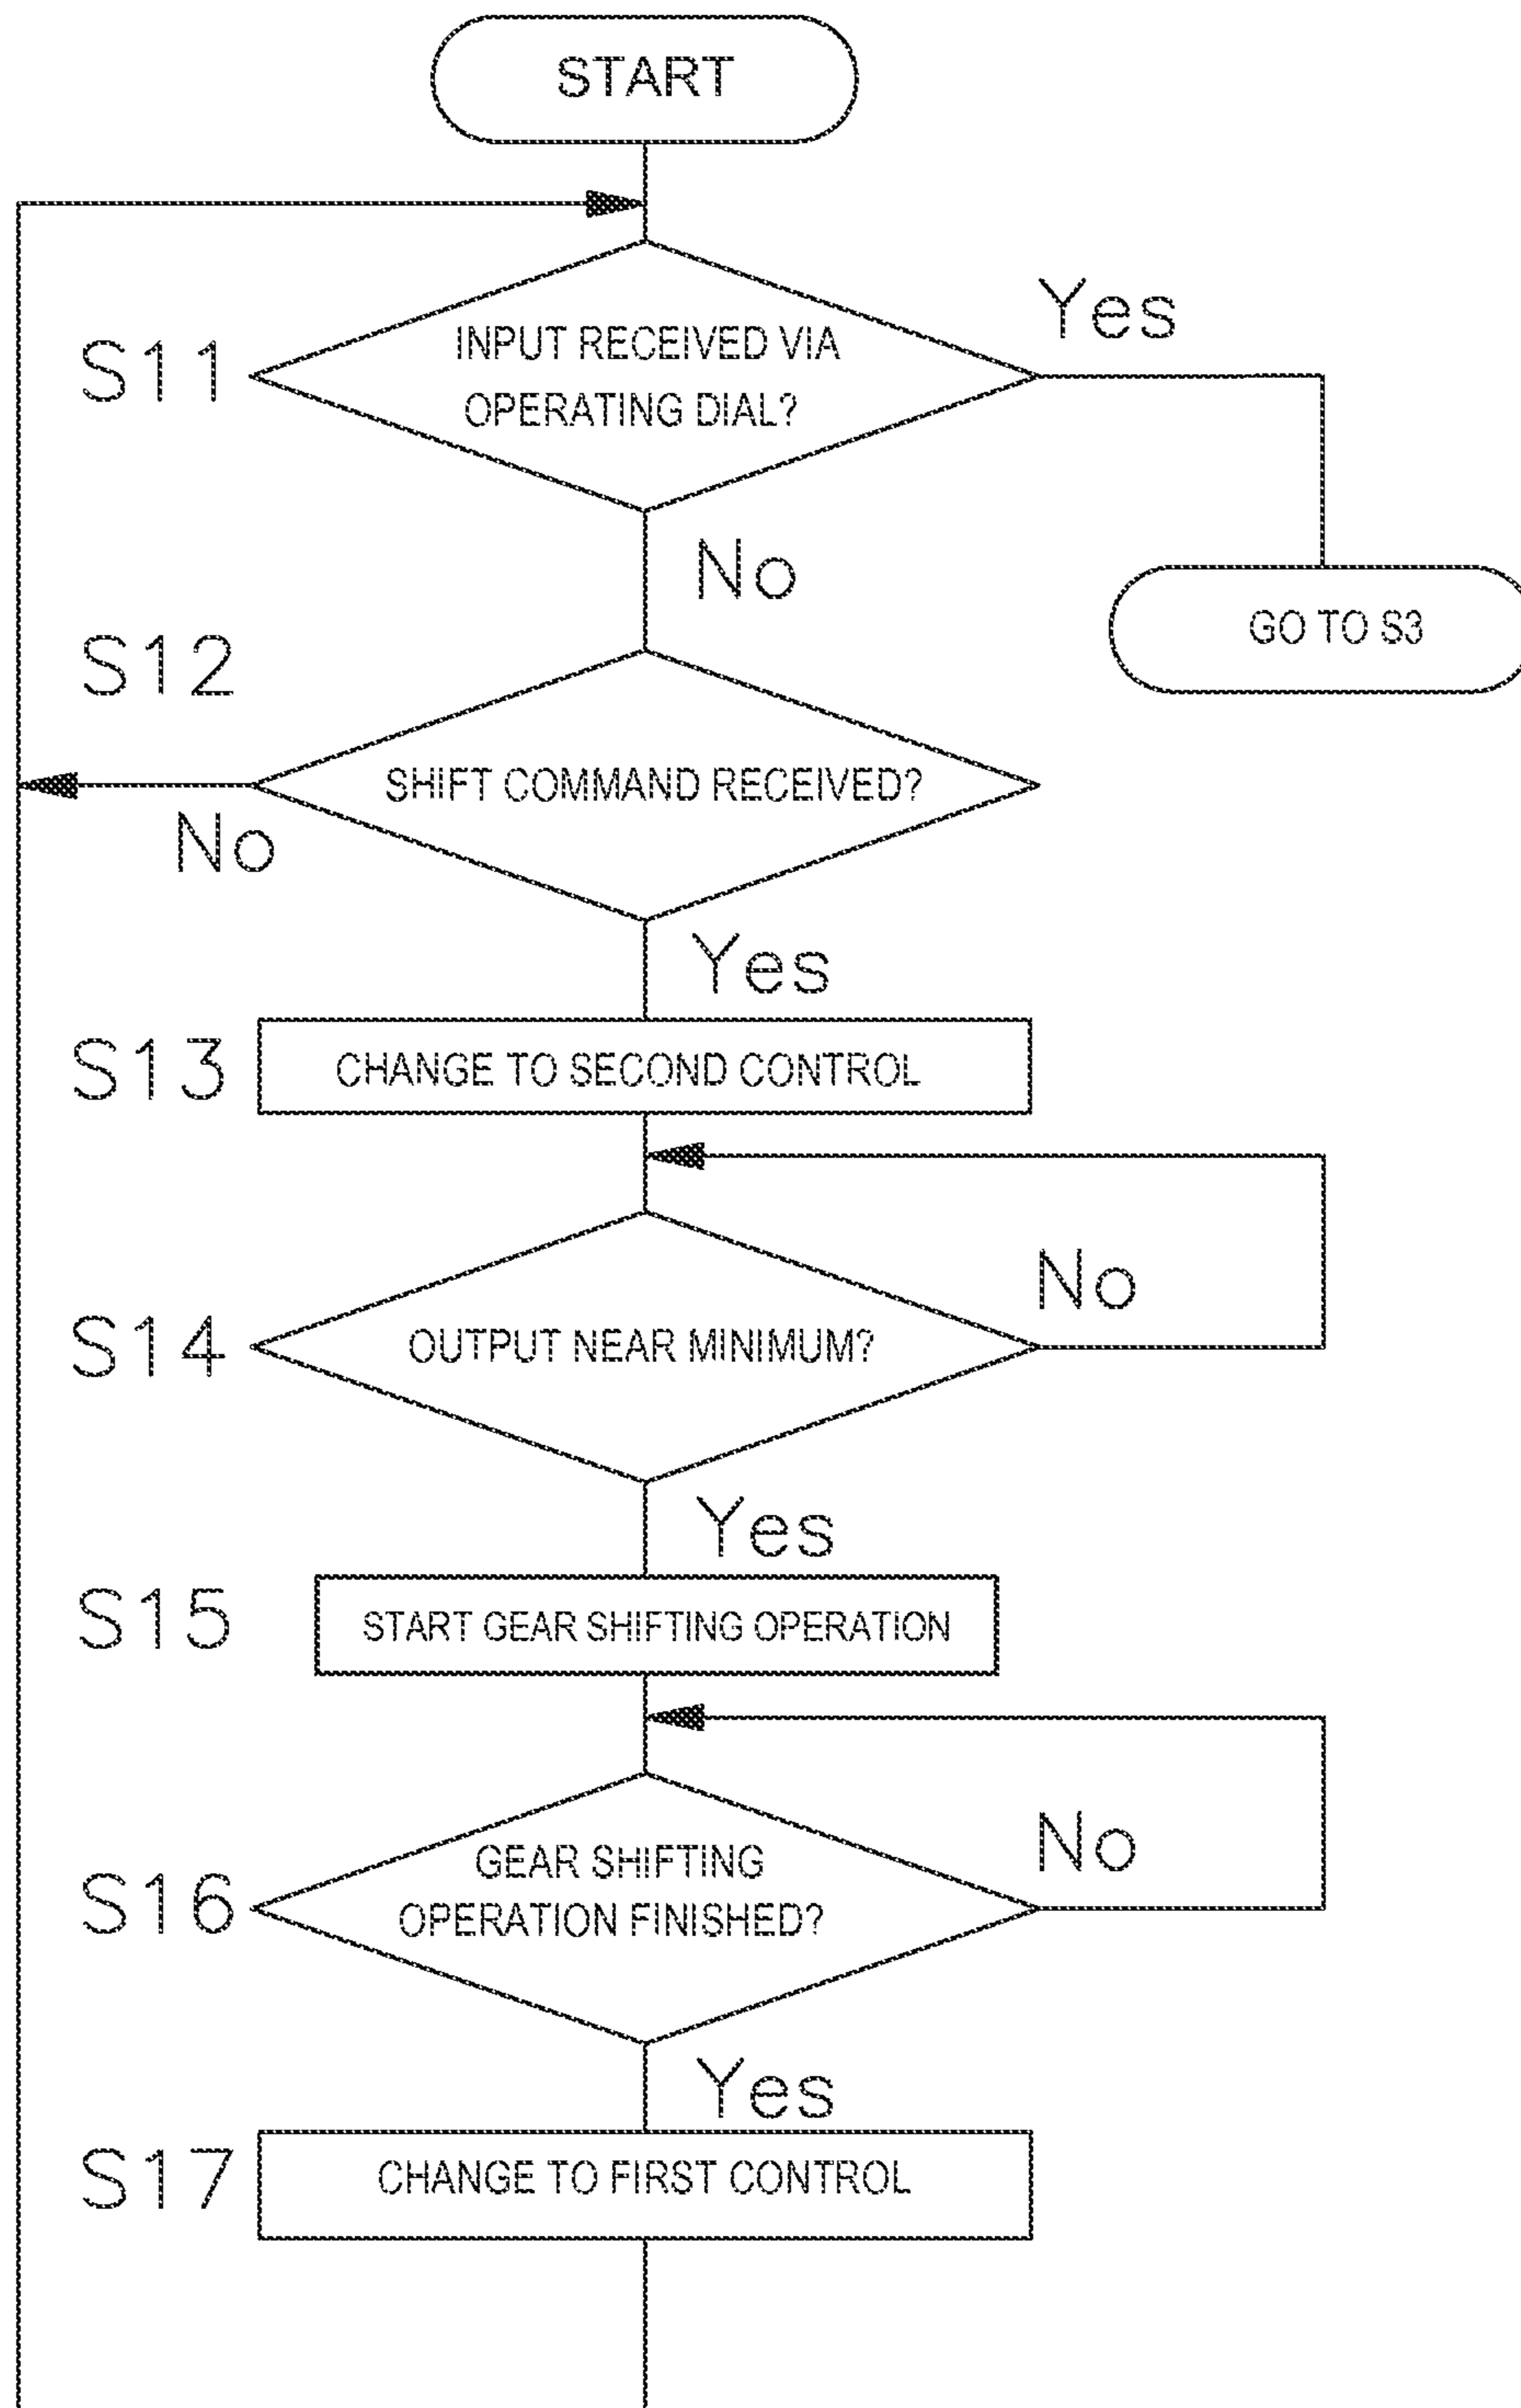 START
S11
INPUT RECEIVED VIA
OPERATING DIAL?
Yes
No
GO TO S3
S12
SHIFT COMMAND RECEIVED?
No
Yes
S13
CHANGE TO SECOND CONTROL
S14
OUTPUT NEAR MINIMUM?
No
Yes
S15
START GEAR SHIFTING OPERATION
S16
GEAR SHIFTING
OPERATION FINISHED?
No
Yes
S17
CHANGE TO FIRST CONTROL